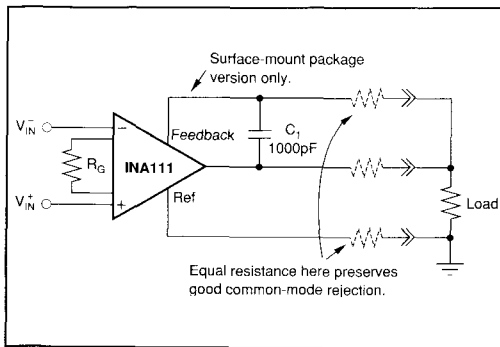 Surface-mount package
version only.
V⁻IN
Feedback
C1
1000pF
RG
INA111
V⁺IN
Ref
Load
Equal resistance here preserves
good common-mode rejection.